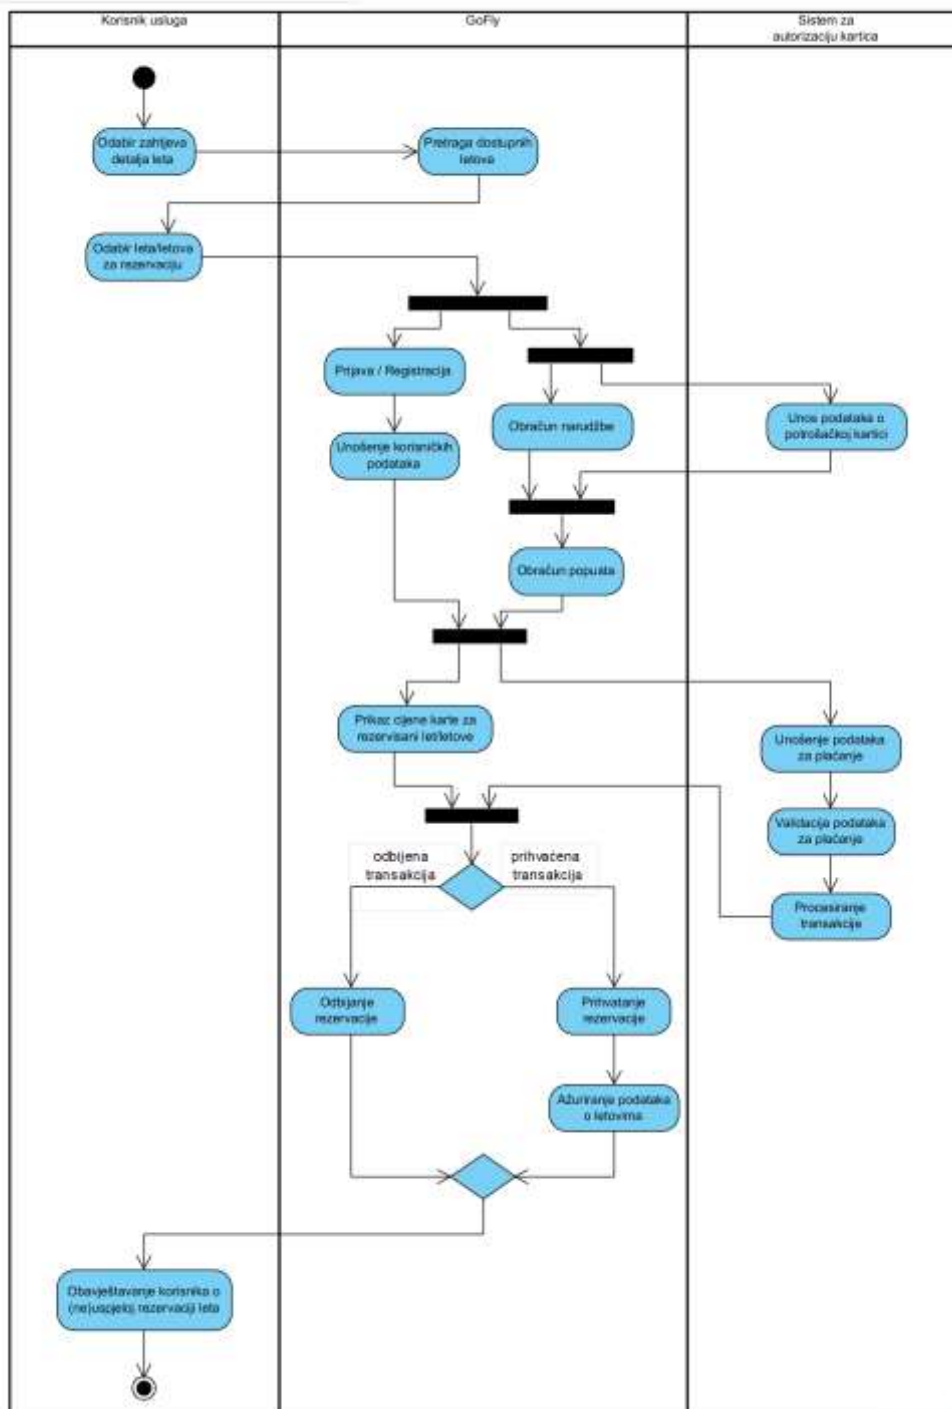 Korisnik usluga
GoFly
Sistem za
autorizaciju kartica
Odabir zahtjeva
detalja leta
Pretraga dostupnih
letova
Odabir leta/letova
za rezervaciju
Prijava / Registracija
Obračun narudžbe
Unos podataka o
potrošačkoj kartici
Unošenje korisničkih
podataka
Obračun popusta
Prikaz cijene karte za
rezervisani let/letove
Unošenje podataka
za plaćanje
Validacija podataka
za plaćanje
odbijena
transakcija
prihvaćena
transakcija
Procesiranje
transakcije
Odbijanje
rezervacije
Prihvatanje
rezervacije
Ažuriranje podataka
o letovima
Obavještavanje korisnika o
(ne)uspjeloj rezervaciji leta